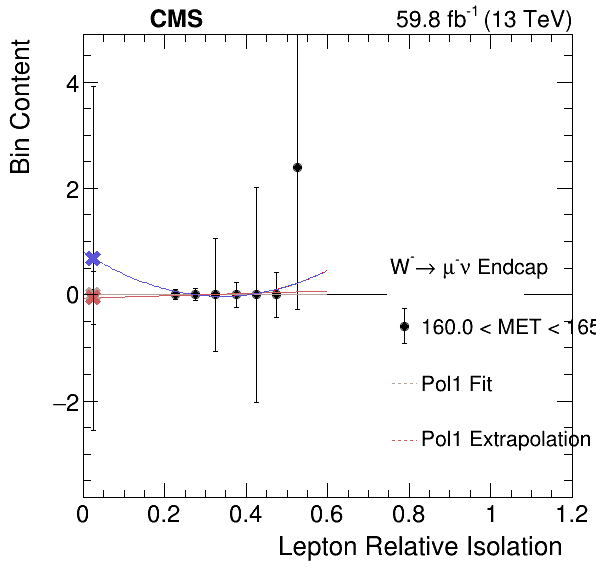 CMS 59.8 fb⁻¹ (13 TeV)
Bin Content
4
2
0
−2
W⁻→ μ⁻ν Endcap
160.0 < MET < 165
Pol1 Fit
Pol1 Extrapolation
0 0.2 0.4 0.6 0.8 1 1.2
Lepton Relative Isolation